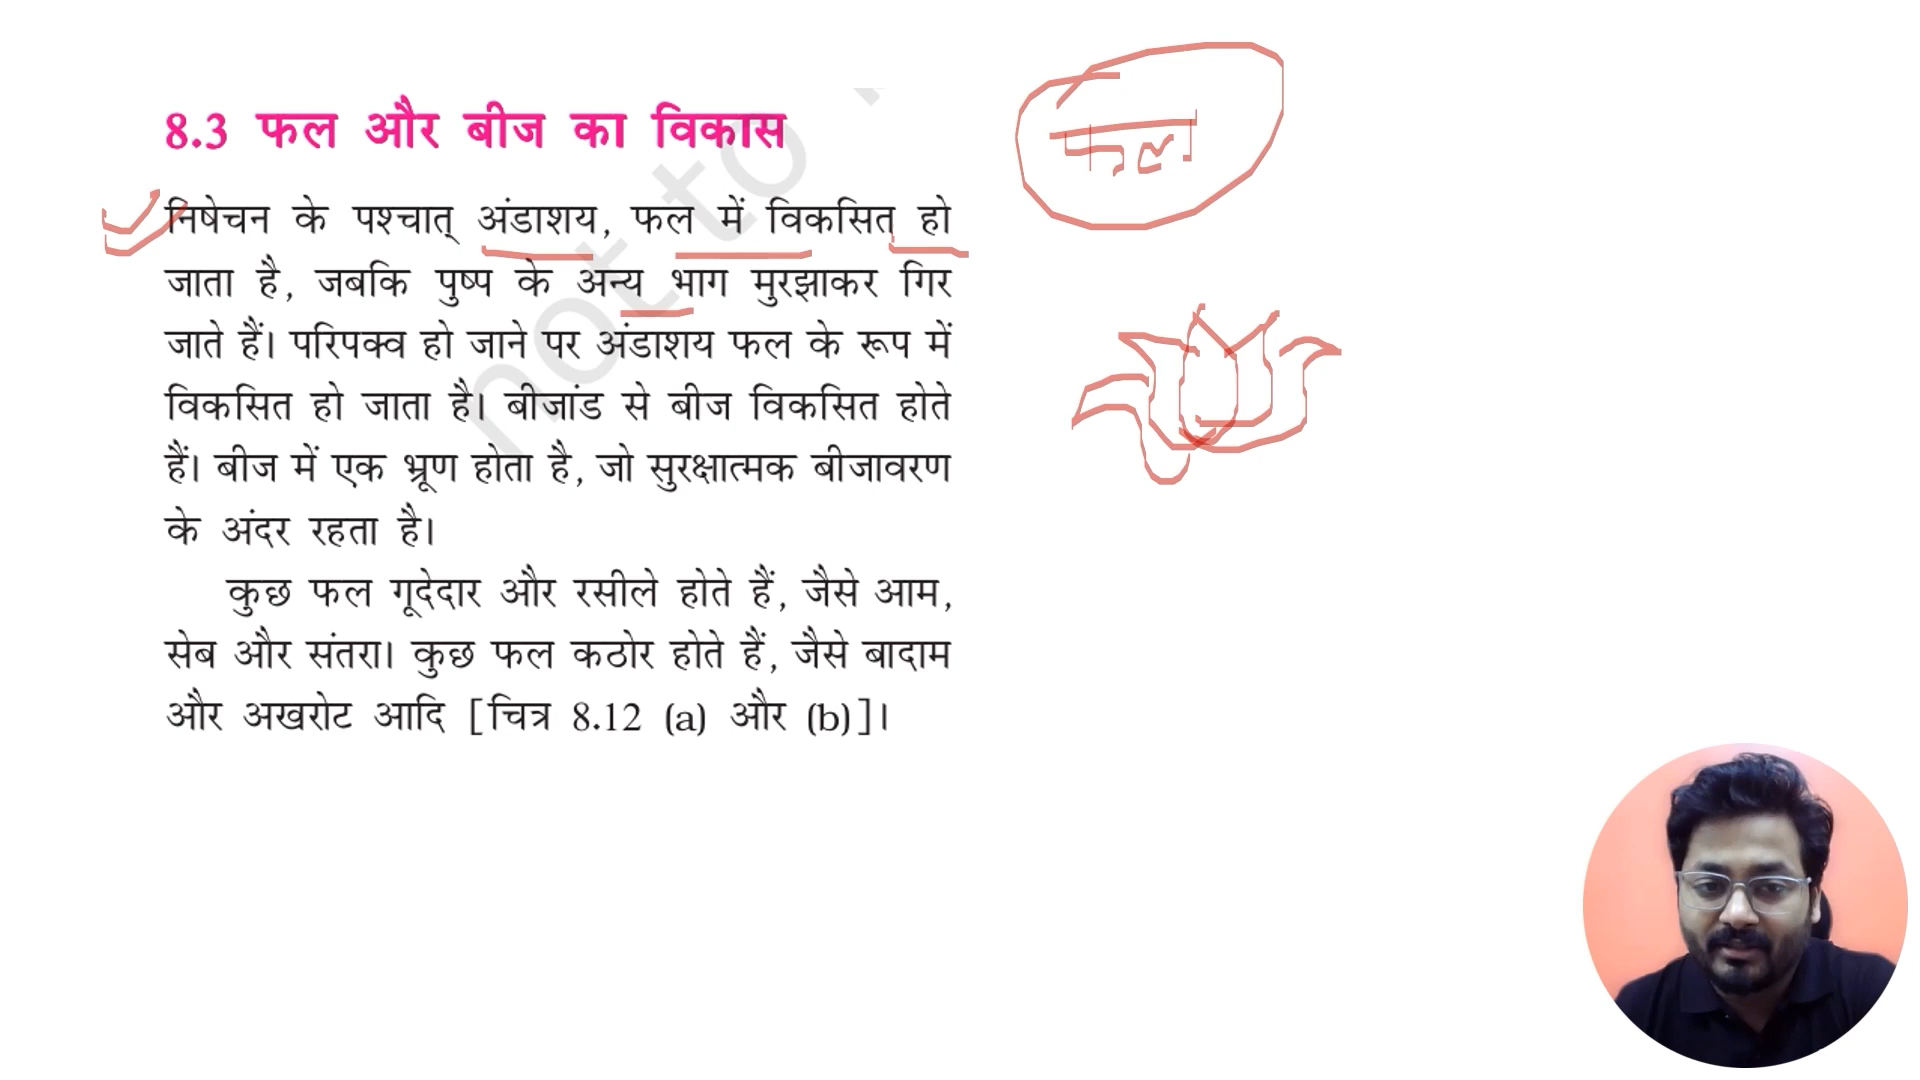 8.3 फल और बीज का विकास
निषेचन के पश्चात् अंडाशय, फल में विकसित हो
जाता है, जबकि पुष्प के अन्य भाग मुरझाकर गिर
जाते हैं। परिपक्व हो जाने पर अंडाशय फल के रूप में
विकसित हो जाता है। बीजांड से बीज विकसित होते
हैं। बीज में एक भ्रूण होता है, जो सुरक्षात्मक बीजावरण
के अंदर रहता है।
कुछ फल गूदेदार और रसीले होते हैं, जैसे आम,
सेब और संतरा। कुछ फल कठोर होते हैं, जैसे बादाम
और अखरोट आदि [चित्र 8.12 (a) और (b)]।
not to
फल